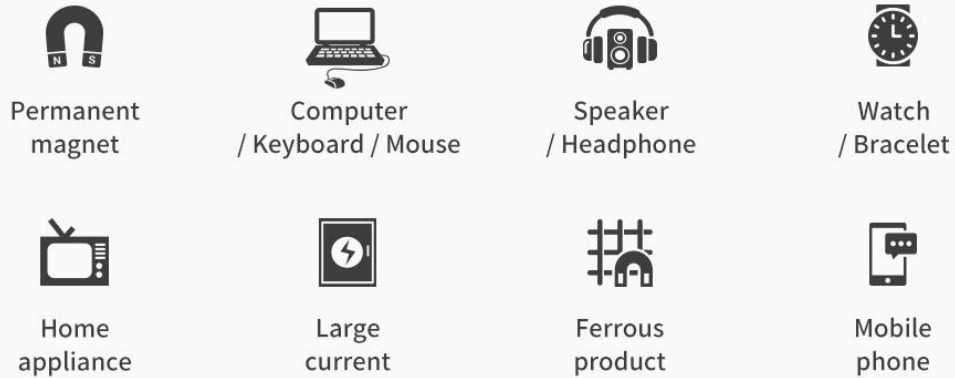 N S
Permanent
magnet
Computer
/ Keyboard / Mouse
Speaker
/ Headphone
Watch
/ Bracelet
Home
appliance
Large
current
Ferrous
product
Mobile
phone